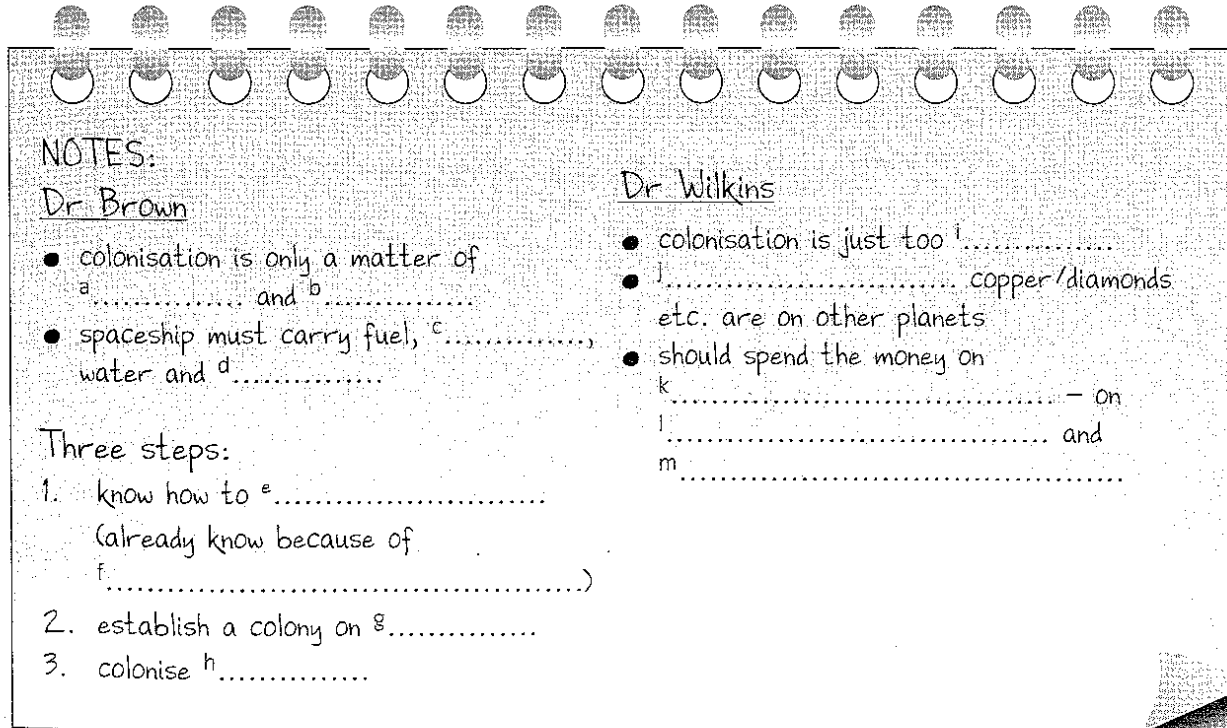 NOTES:
Dr Brown
• colonisation is only a matter of
a............... and b...............
• spaceship must carry fuel, c..............,
water and d...............
Three steps:
1. know how to e...........................
(already know because of
f................................................)
2. establish a colony on g...............
3. colonise h...............
Dr Wilkins
• colonisation is just too i...............
• j............................. copper/diamonds
etc. are on other planets
• should spend the money on
k...................................... – on
l...................................... and
m.............................................